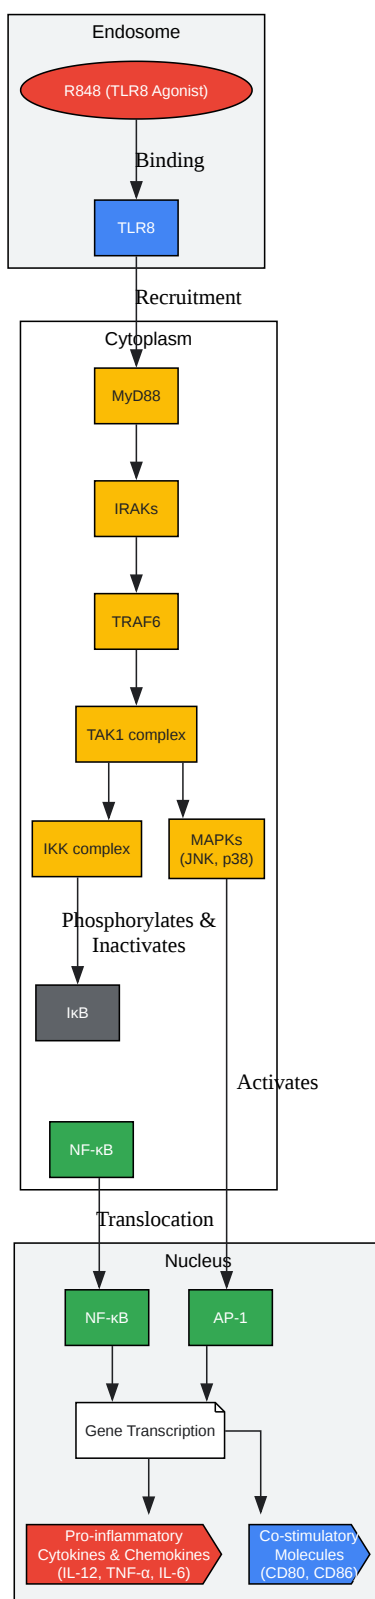 Endosome
R848 (TLR8 Agonist)
Binding
TLR8
Recruitment
Cytoplasm
MyD88
IRAKs
TRAF6
TAK1 complex
IKK complex
MAPKs
(JNK, p38)
Phosphorylates &
Inactivates
IκB
Activates
NF-κB
Translocation
Nucleus
NF-κB
AP-1
Gene Transcription
Pro-inflammatory
Cytokines & Chemokines
(IL-12, TNF-α, IL-6)
Co-stimulatory
Molecules
(CD80, CD86)